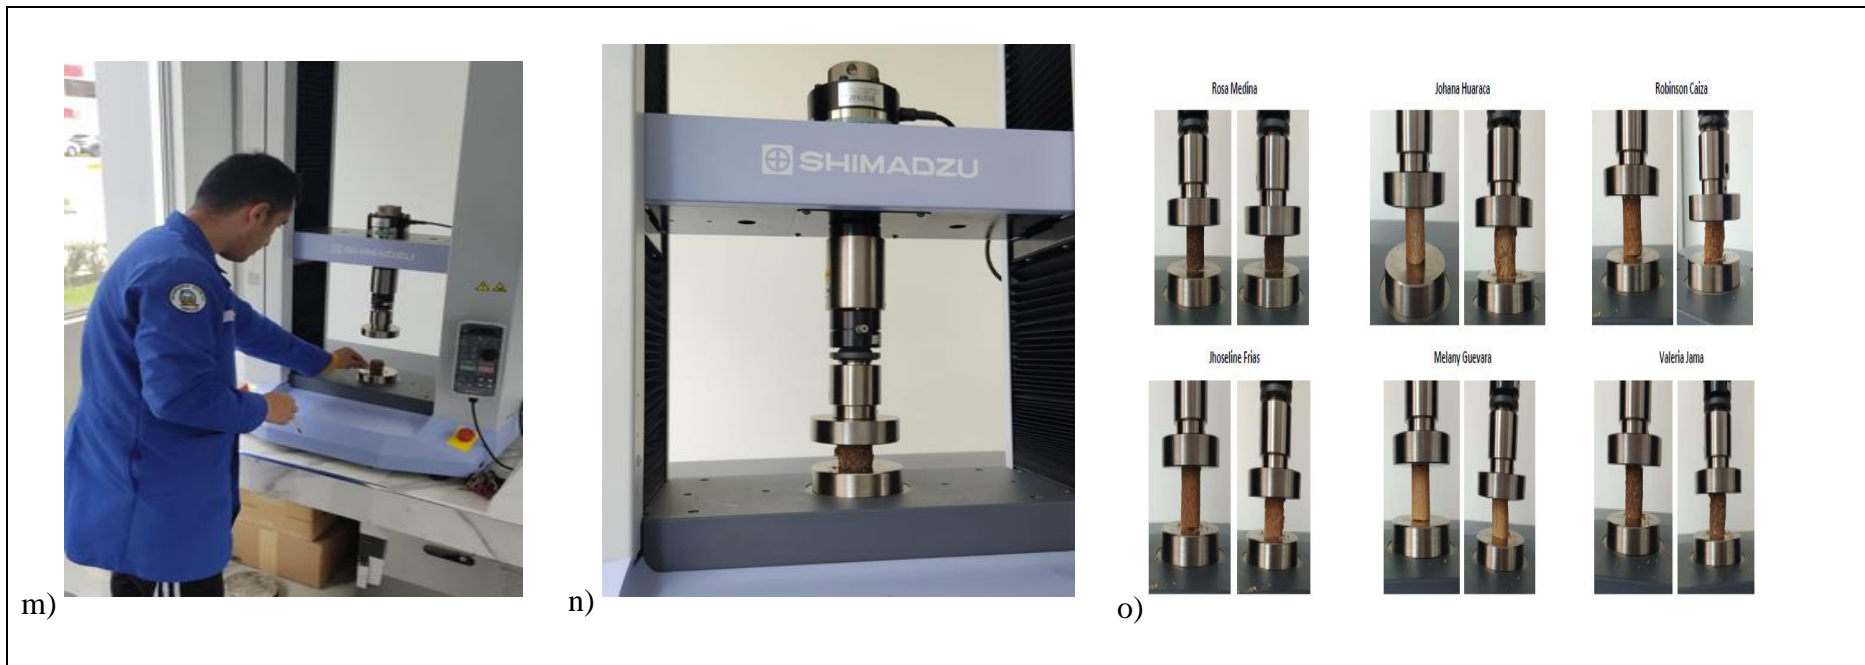 SHIMADZU
SHIMADZU
Rosa Medina
Johana Huaraca
Robinson Caiza
Jhoseline Frias
Melany Guevara
Valeria Jama
m)
n)
o)